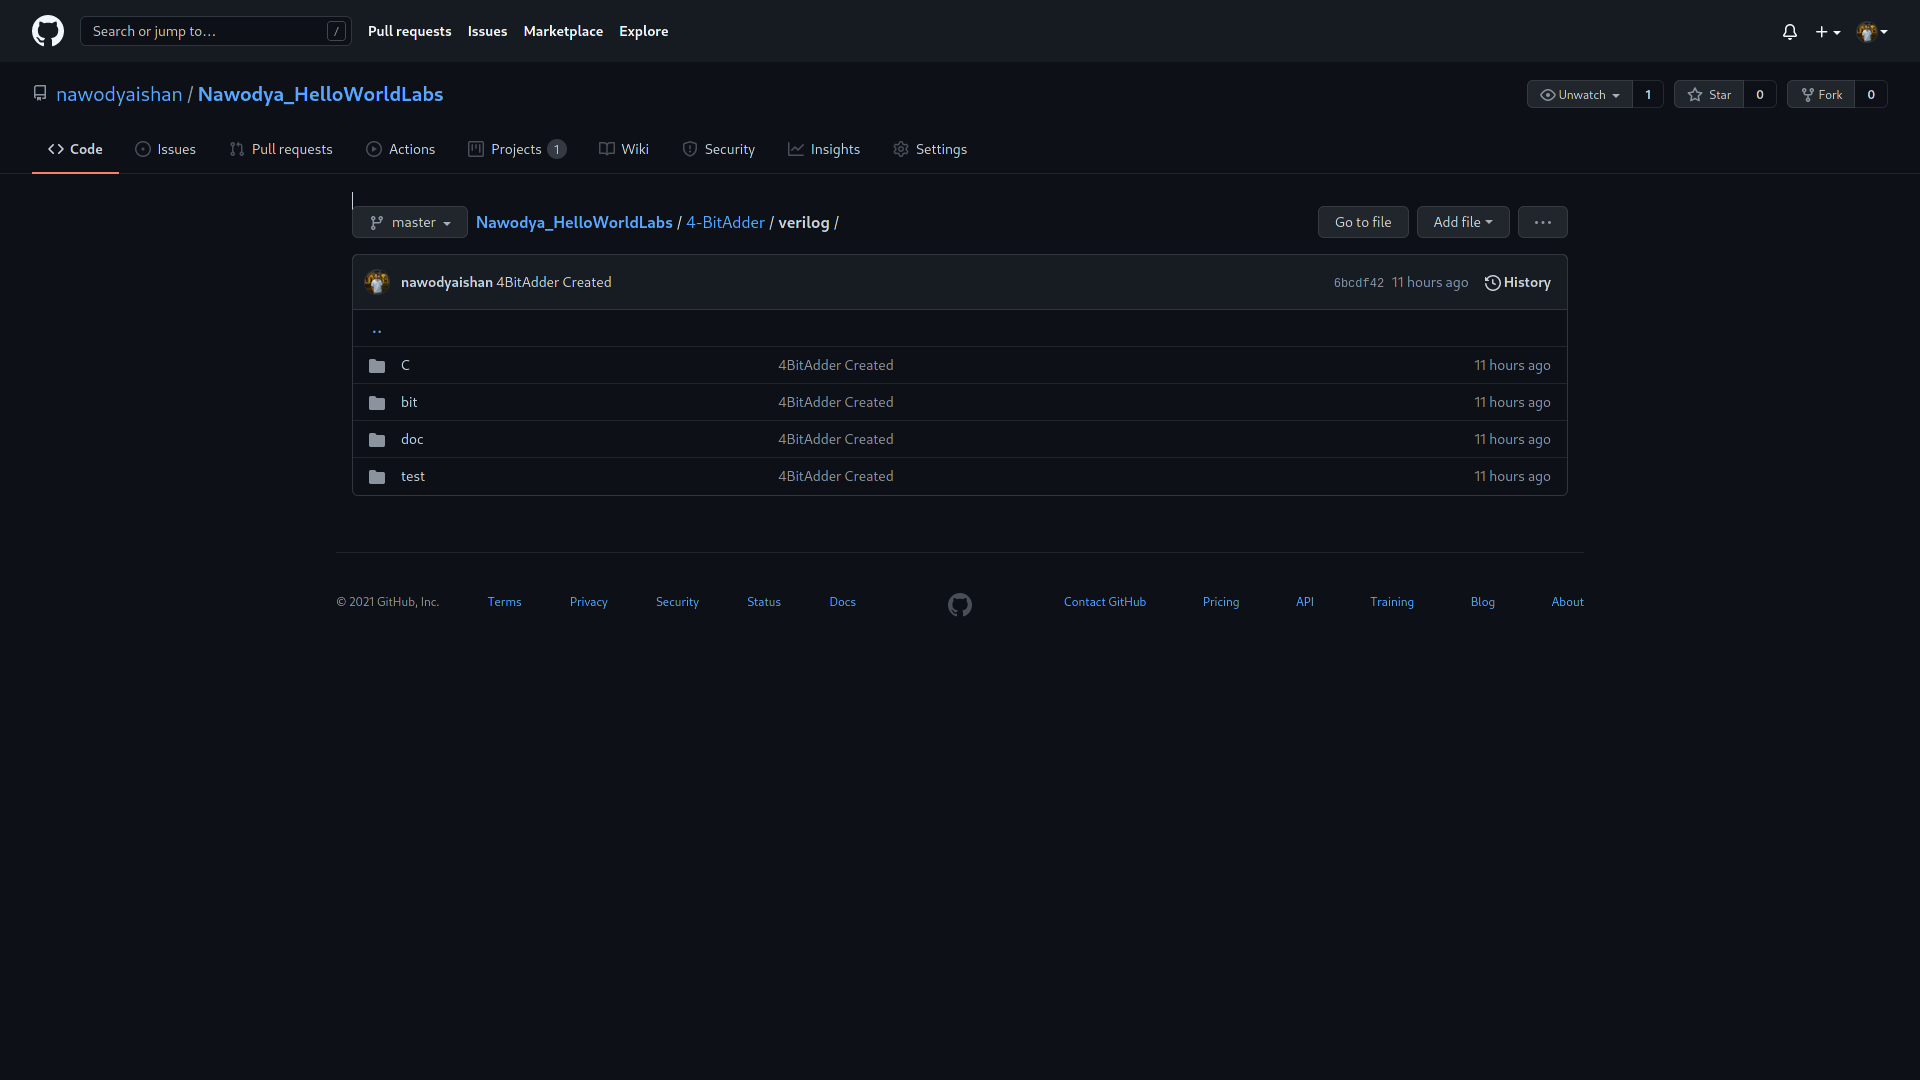 Search or jump to… /
Pull requests Issues Marketplace Explore
nawodyaishan / Nawodya_HelloWorldLabs
Unwatch 1 Star 0 Fork 0
Code Issues Pull requests Actions Projects 1 Wiki Security Insights Settings
master Nawodya_HelloWorldLabs / 4-BitAdder / verilog / Go to file Add file ···
nawodyaishan 4BitAdder Created 6bcdf42 11 hours ago History
..
C 4BitAdder Created 11 hours ago
bit 4BitAdder Created 11 hours ago
doc 4BitAdder Created 11 hours ago
test 4BitAdder Created 11 hours ago
© 2021 GitHub, Inc. Terms Privacy Security Status Docs Contact GitHub Pricing API Training Blog About